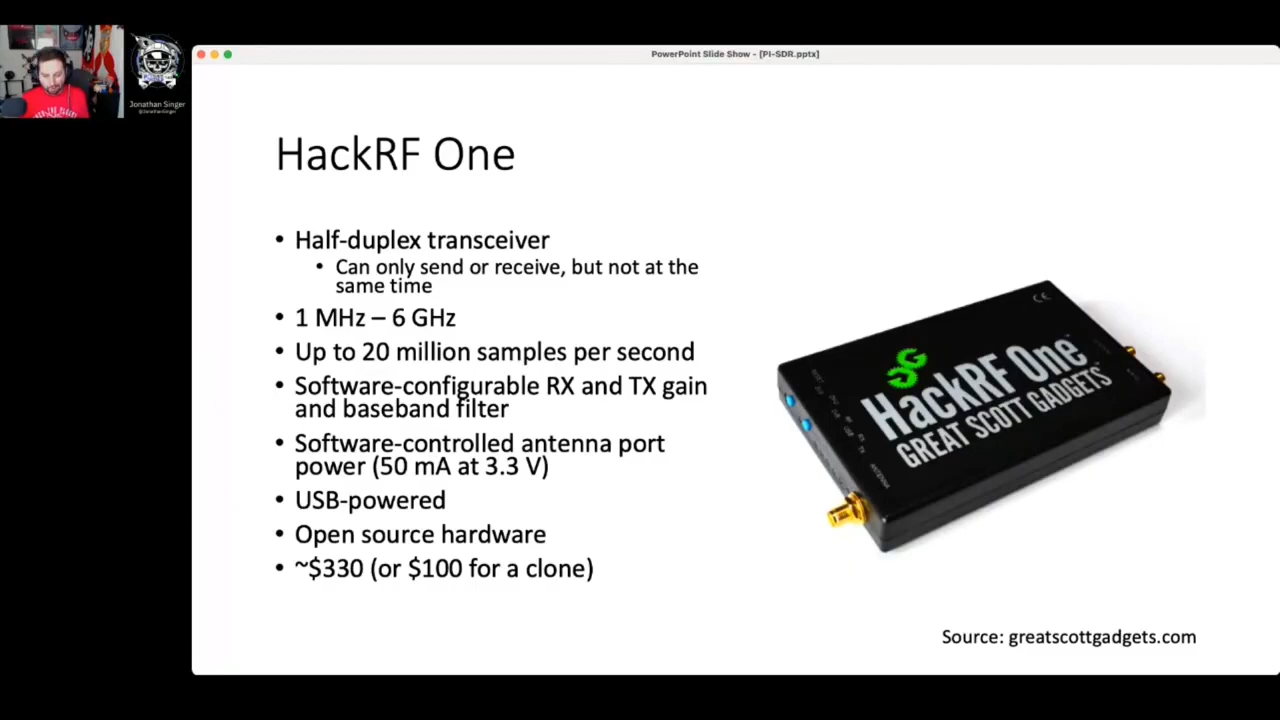 PowerPoint Slide Show - [PI-SDR.pptx]
Jonathan Singer
@JonathanSinger
HackRF One
• Half-duplex transceiver
• Can only send or receive, but not at the
same time
• 1 MHz – 6 GHz
• Up to 20 million samples per second
• Software-configurable RX and TX gain
and baseband filter
• Software-controlled antenna port
power (50 mA at 3.3 V)
• USB-powered
• Open source hardware
• ~$330 (or $100 for a clone)
CE
HackRF One
GREAT SCOTT GADGETS
ANTENNA
Source: greatscottgadgets.com